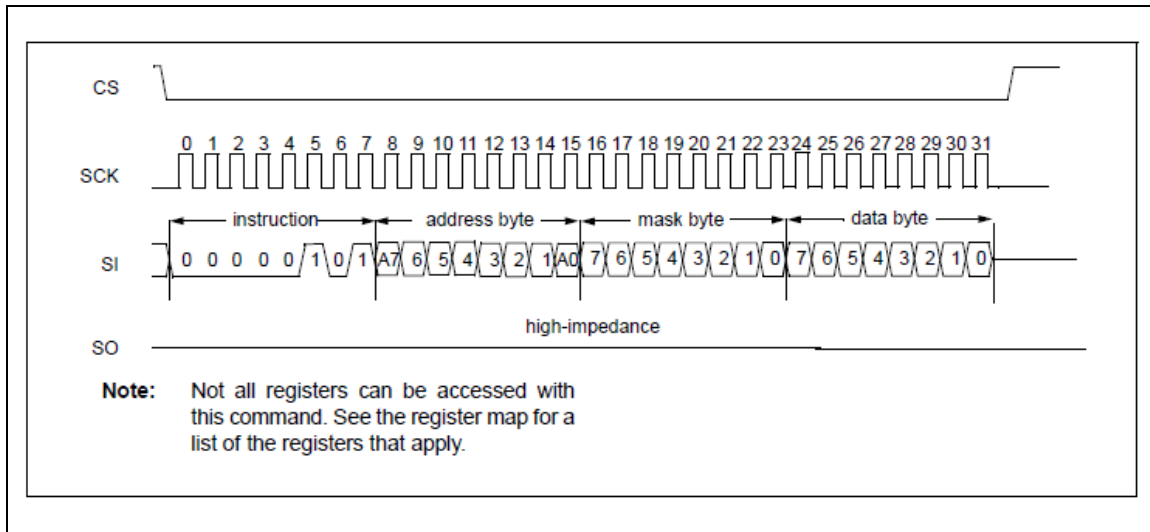 CS
0 1 2 3 4 5 6 7 8 9 10 11 12 13 14 15 16 17 18 19 20 21 22 23 24 25 26 27 28 29 30 31
SCK
instruction address byte mask byte data byte
SI 0 0 0 0 0 1 0 1 A7 6 5 4 3 2 1 A0 7 6 5 4 3 2 1 0 7 6 5 4 3 2 1 0
high-impedance
SO
Note: Not all registers can be accessed with
this command. See the register map for a
list of the registers that apply.